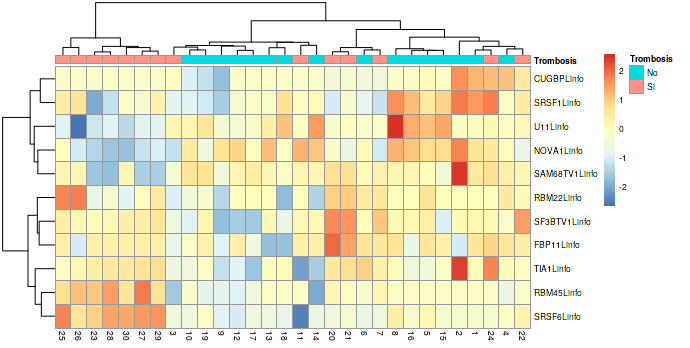 Trombosis
CUGBPLinfo
SRSF1Linfo
U11Linfo
NOVA1Linfo
SAM68TV1Linfo
RBM22Linfo
SF3BTV1Linfo
FBP11Linfo
TIA1Linfo
RBM45Linfo
SRSF6Linfo
25 26 23 28 30 27 29 3 10 19 9 12 17 13 18 11 14 20 21 6 7 8 16 5 15 2 1 24 4 22
2
1
0
-1
-2
Trombosis
No
Si